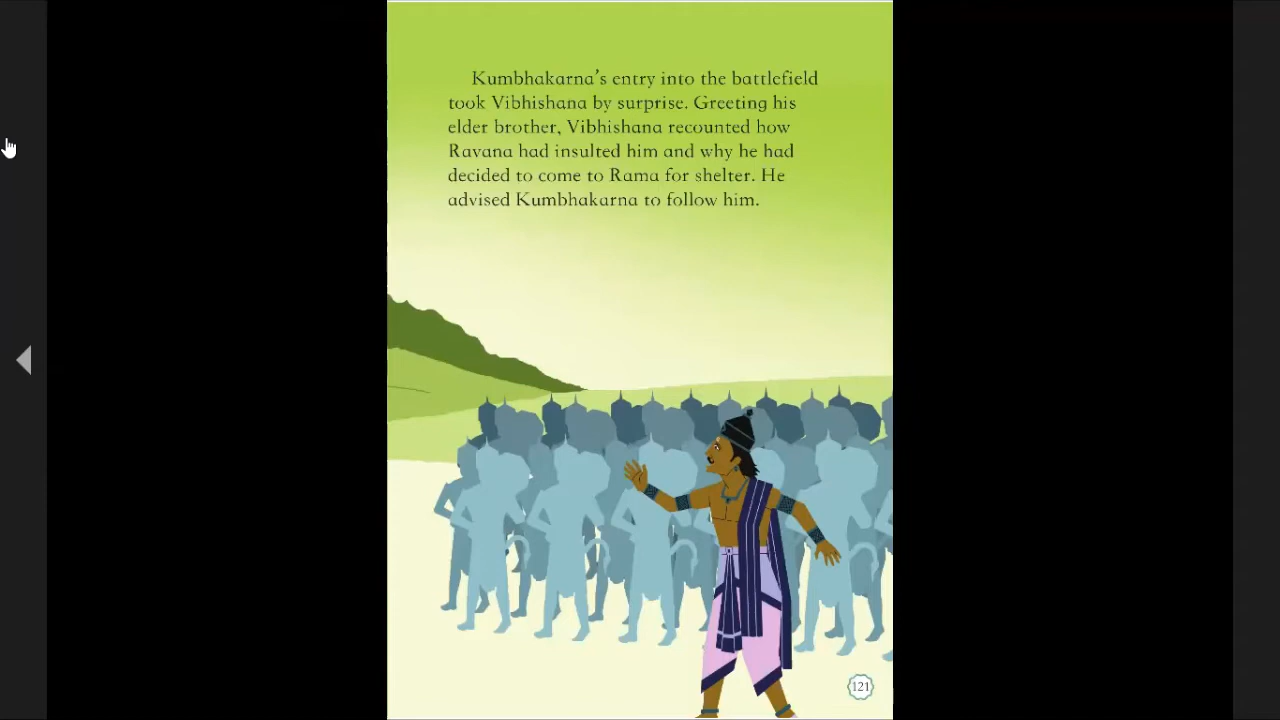 Kumbhakarna's entry into the battlefield
took Vibhishana by surprise. Greeting his
elder brother, Vibhishana recounted how
Ravana had insulted him and why he had
decided to come to Rama for shelter. He
advised Kumbhakarna to follow him.
121